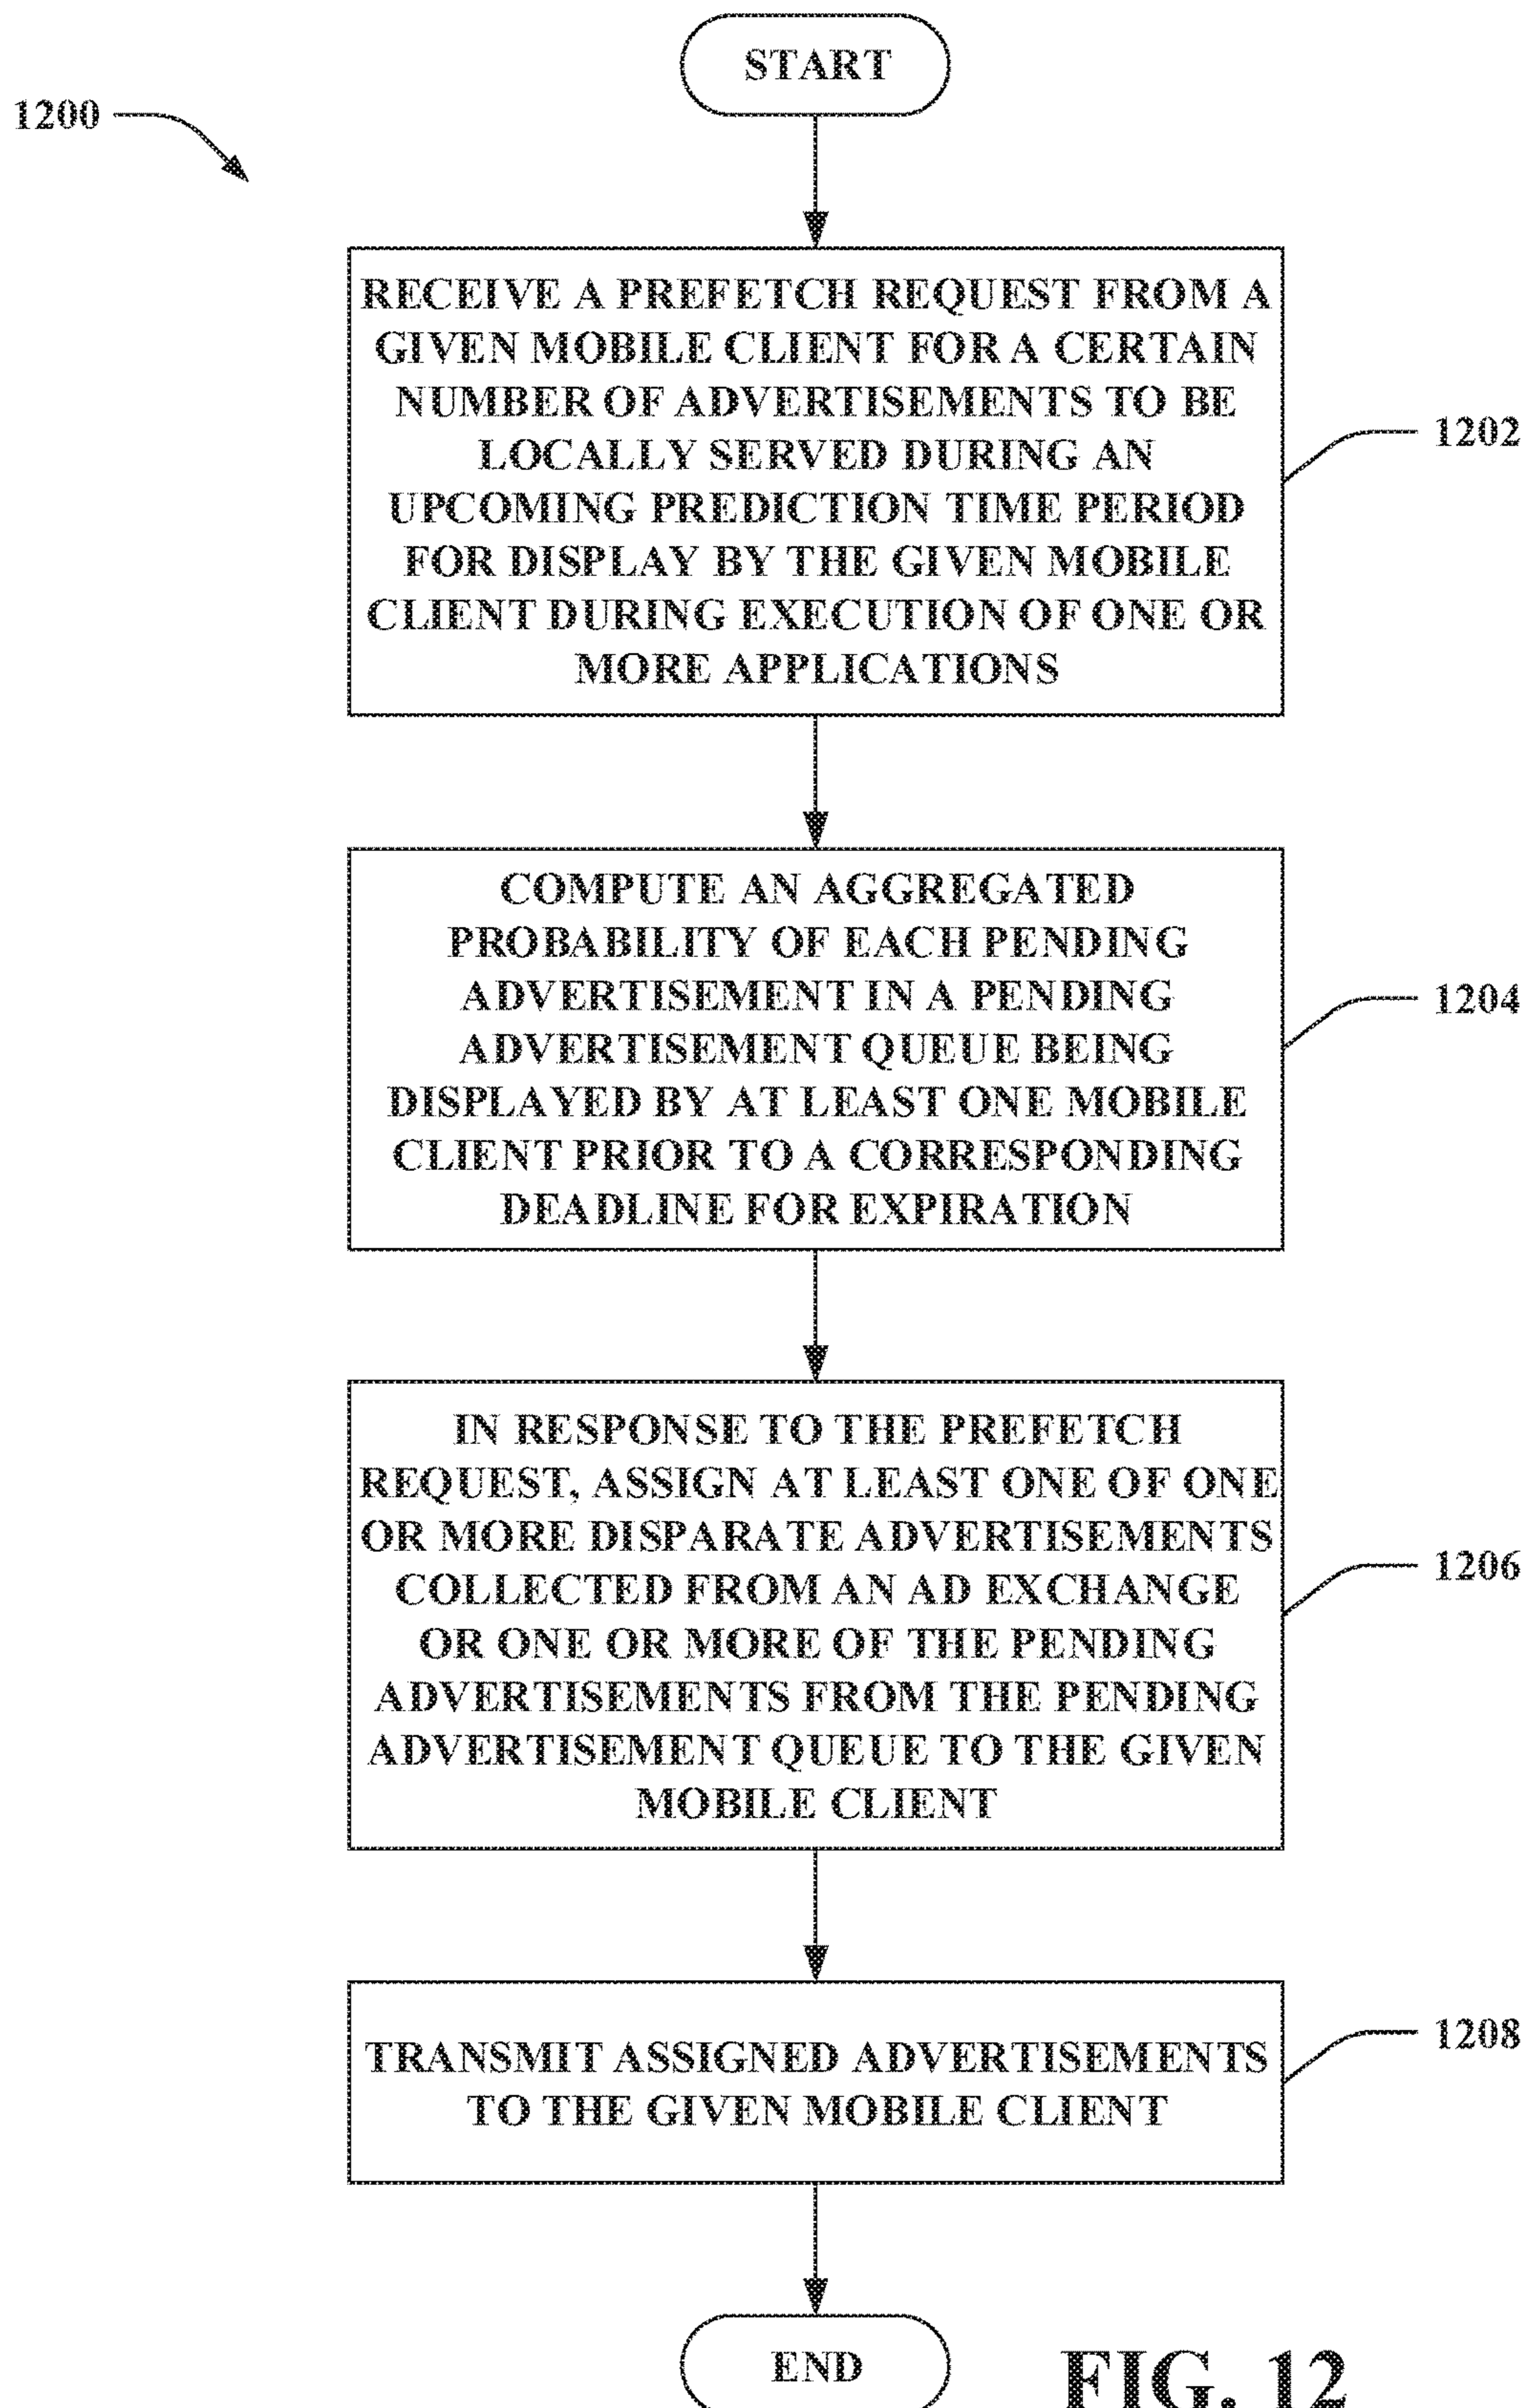 START
1200
RECEIVE A PREFETCH REQUEST FROM A
GIVEN MOBILE CLIENT FOR A CERTAIN
NUMBER OF ADVERTISEMENTS TO BE
LOCALLY SERVED DURING AN
UPCOMING PREDICTION TIME PERIOD
FOR DISPLAY BY THE GIVEN MOBILE
CLIENT DURING EXECUTION OF ONE OR
MORE APPLICATIONS
1202
COMPUTE AN AGGREGATED
PROBABILITY OF EACH PENDING
ADVERTISEMENT IN A PENDING
ADVERTISEMENT QUEUE BEING
DISPLAYED BY AT LEAST ONE MOBILE
CLIENT PRIOR TO A CORRESPONDING
DEADLINE FOR EXPIRATION
1204
IN RESPONSE TO THE PREFETCH
REQUEST, ASSIGN AT LEAST ONE OF ONE
OR MORE DISPARATE ADVERTISEMENTS
COLLECTED FROM AN AD EXCHANGE
OR ONE OR MORE OF THE PENDING
ADVERTISEMENTS FROM THE PENDING
ADVERTISEMENT QUEUE TO THE GIVEN
MOBILE CLIENT
1206
TRANSMIT ASSIGNED ADVERTISEMENTS
TO THE GIVEN MOBILE CLIENT
1208
END
FIG. 12